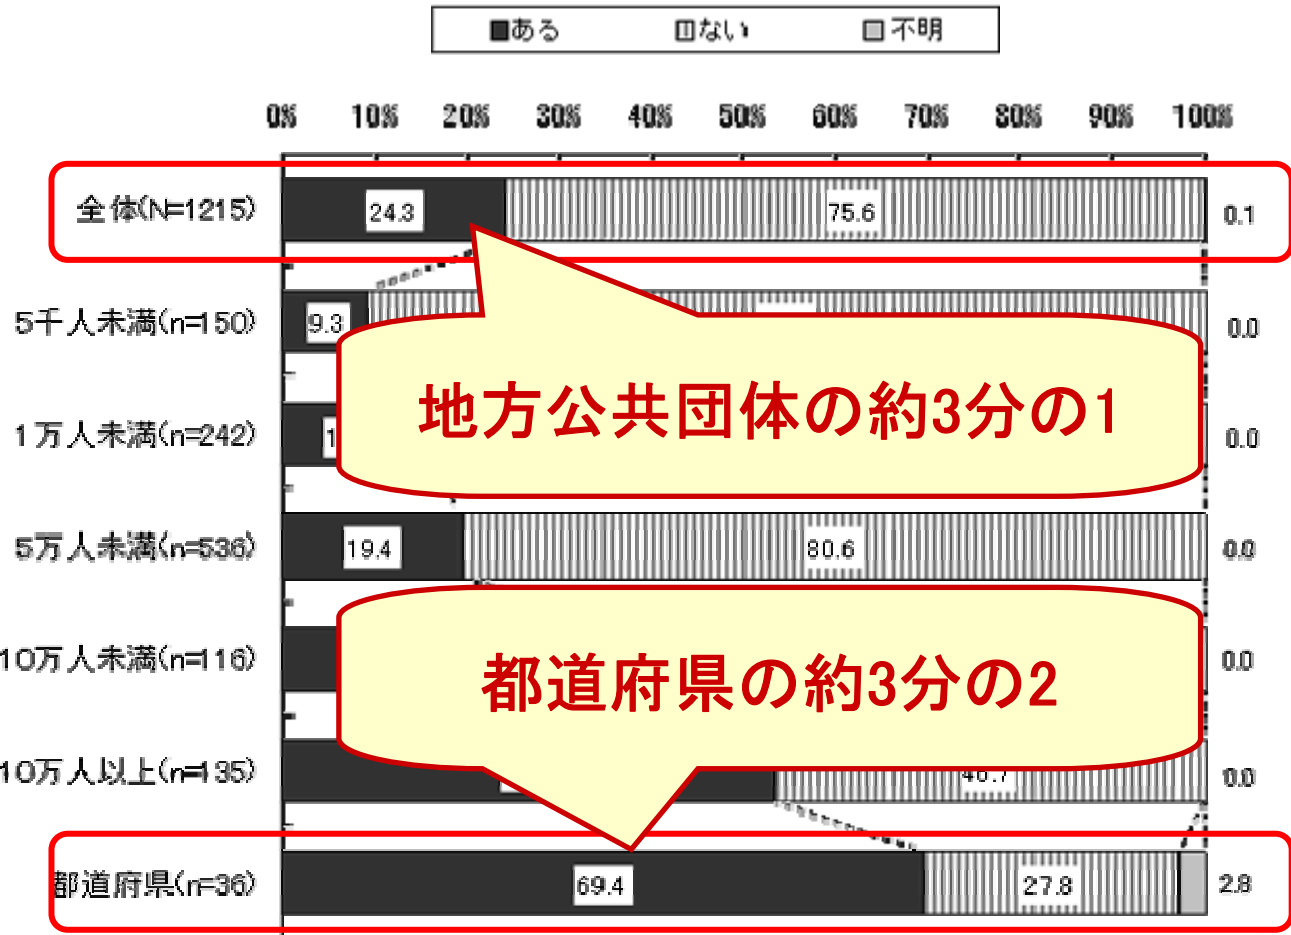 ある ない 不明
0% 10% 20% 30% 40% 50% 60% 70% 80% 90% 100%
全体(N=1215) 24.3 75.6 0.1
5千人未満(n=150) 9.3 0.0
地方公共団体の約3分の1
1万人未満(n=242) 0.0
5万人未満(n=536) 19.4 80.6 0.0
都道府県の約3分の2
10万人未満(n=116) 0.0
10万人以上(n=135) 46.7 0.0
都道府県(n=36) 69.4 27.8 2.8